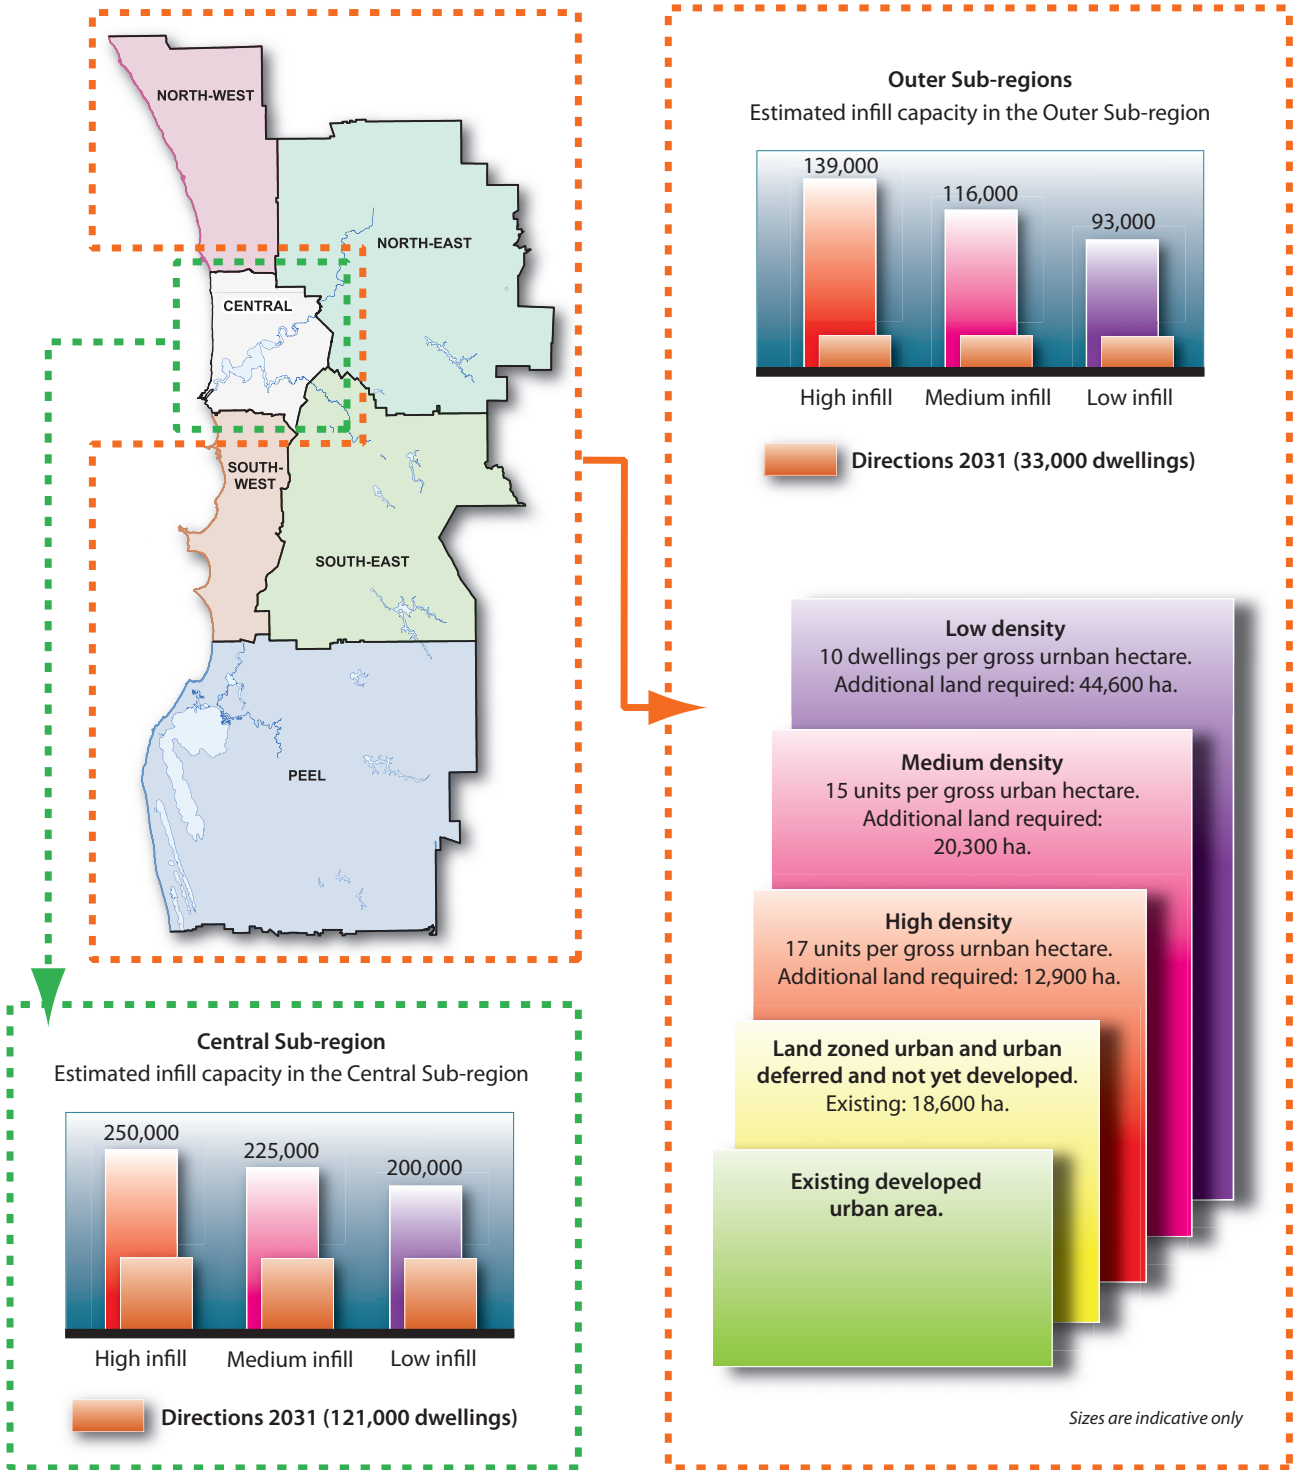 NORTH-WEST
NORTH-EAST
CENTRAL
SOUTH-
WEST
SOUTH-EAST
PEEL
Central Sub-region
Estimated infill capacity in the Central Sub-region
250,000
225,000
200,000
High infill
Medium infill
Low infill
Directions 2031 (121,000 dwellings)
Outer Sub-regions
Estimated infill capacity in the Outer Sub-region
139,000
116,000
93,000
High infill
Medium infill
Low infill
Directions 2031 (33,000 dwellings)
Low density
10 dwellings per gross urnban hectare.
Additional land required: 44,600 ha.
Medium density
15 units per gross urban hectare.
Additional land required:
20,300 ha.
High density
17 units per gross urnban hectare.
Additional land required: 12,900 ha.
Land zoned urban and urban
deferred and not yet developed.
Existing: 18,600 ha.
Existing developed
urban area.
Sizes are indicative only